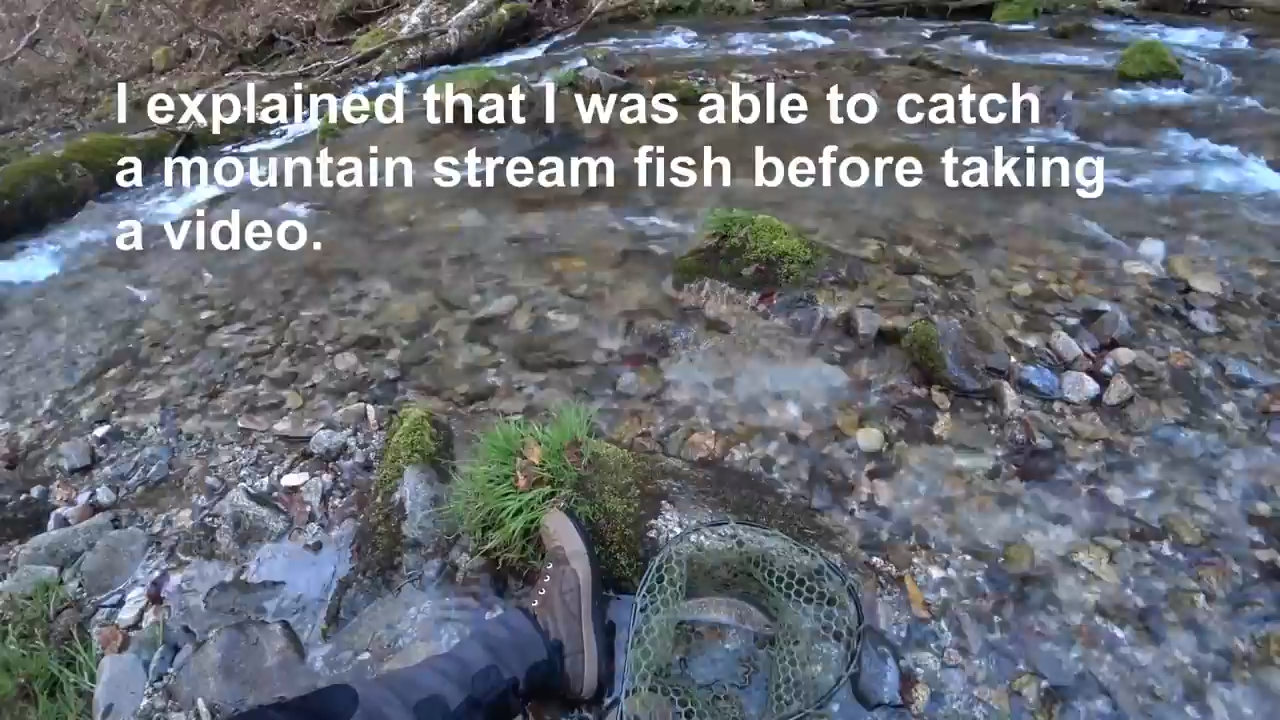 I explained that I was able to catch
a mountain stream fish before taking
a video.